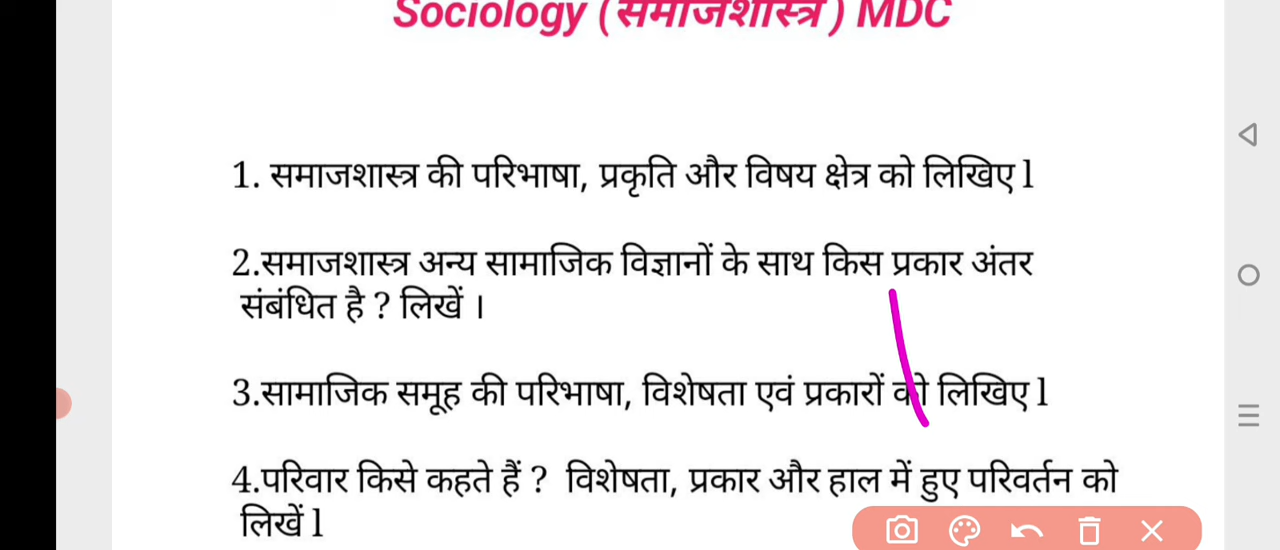 Sociology (समाजशास्त्र) MDC
1. समाजशास्त्र की परिभाषा, प्रकृति और विषय क्षेत्र को लिखिए l
2.समाजशास्त्र अन्य सामाजिक विज्ञानों के साथ किस प्रकार अंतर
संबंधित है ? लिखें ।
3.सामाजिक समूह की परिभाषा, विशेषता एवं प्रकारों को लिखिए l
4.परिवार किसे कहते हैं ? विशेषता, प्रकार और हाल में हुए परिवर्तन को
लिखें l